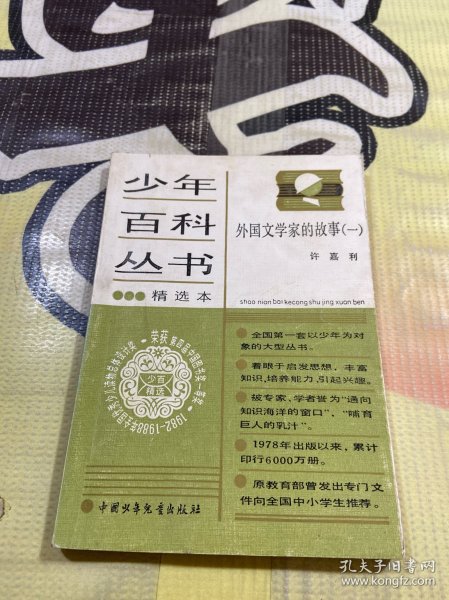 少年
百科
丛书
●●●精选本
外国文学家的故事(一)
许嘉利
shao nian bai ke cong shu jing xuan ben
全国第一套以少年为对
象的大型丛书。
着眼于启发思想，丰富
知识，培养能力，引起兴趣。
被专家、学者誉为“通向
知识海洋的窗口”、“哺育
巨人的乳汁”。
1978年出版以来，累计
印行6000万册。
原教育部曾发出专门文
件向全国中小学生推荐。
少百
精选
中国少年儿童出版社
孔夫子旧书网
www.kongfz.com